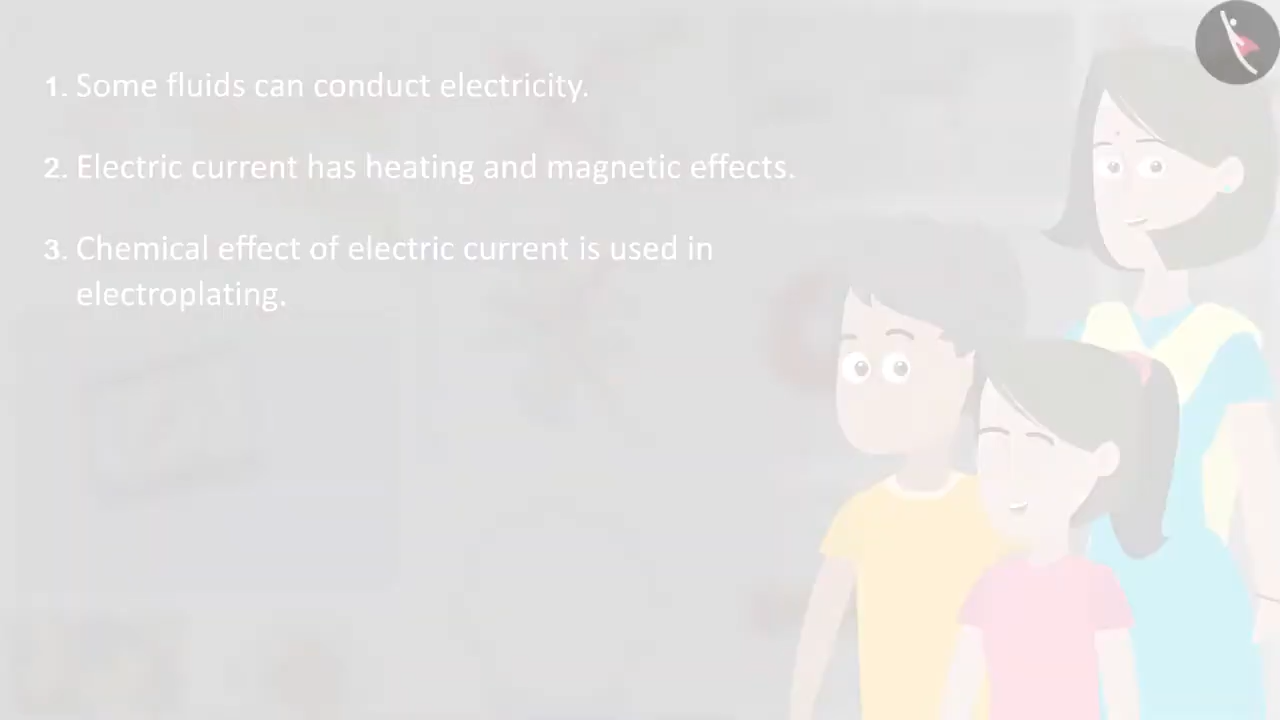 1. Some fluids can conduct electricity.
2. Electric current has heating and magnetic effects.
3. Chemical effect of electric current is used in
electroplating.